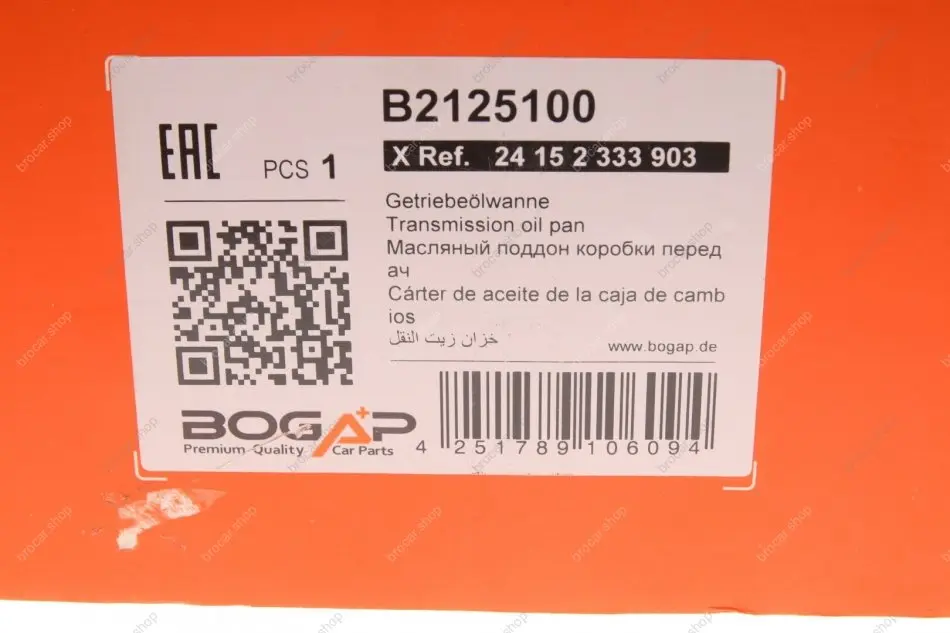 B2125100
EAC
PCS 1
X Ref. 24 15 2 333 903
Getriebeölwanne
Transmission oil pan
Масляный поддон коробки перед
ач
Cárter de aceite de la caja de camb
ios
خزان زيت النقل
www.bogap.de
BOGAP
Premium Quality Car Parts
4 251789 106094
brocar.shop